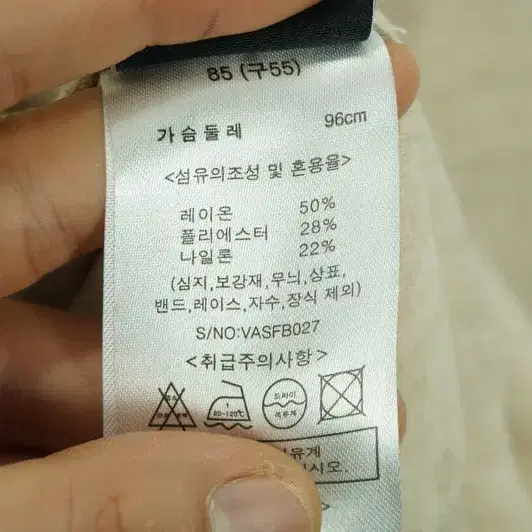 85 (구55)
가슴둘레 96cm
<섬유의조성 및 혼용율>
레이온 50%
폴리에스터 28%
나일론 22%
(심지,보강재,무늬,상표,
밴드,레이스,자수,장식 제외)
S/NO:VASFB027
<취급주의사항>
1
80-120℃
드라이
석유계
유계
시오.
>